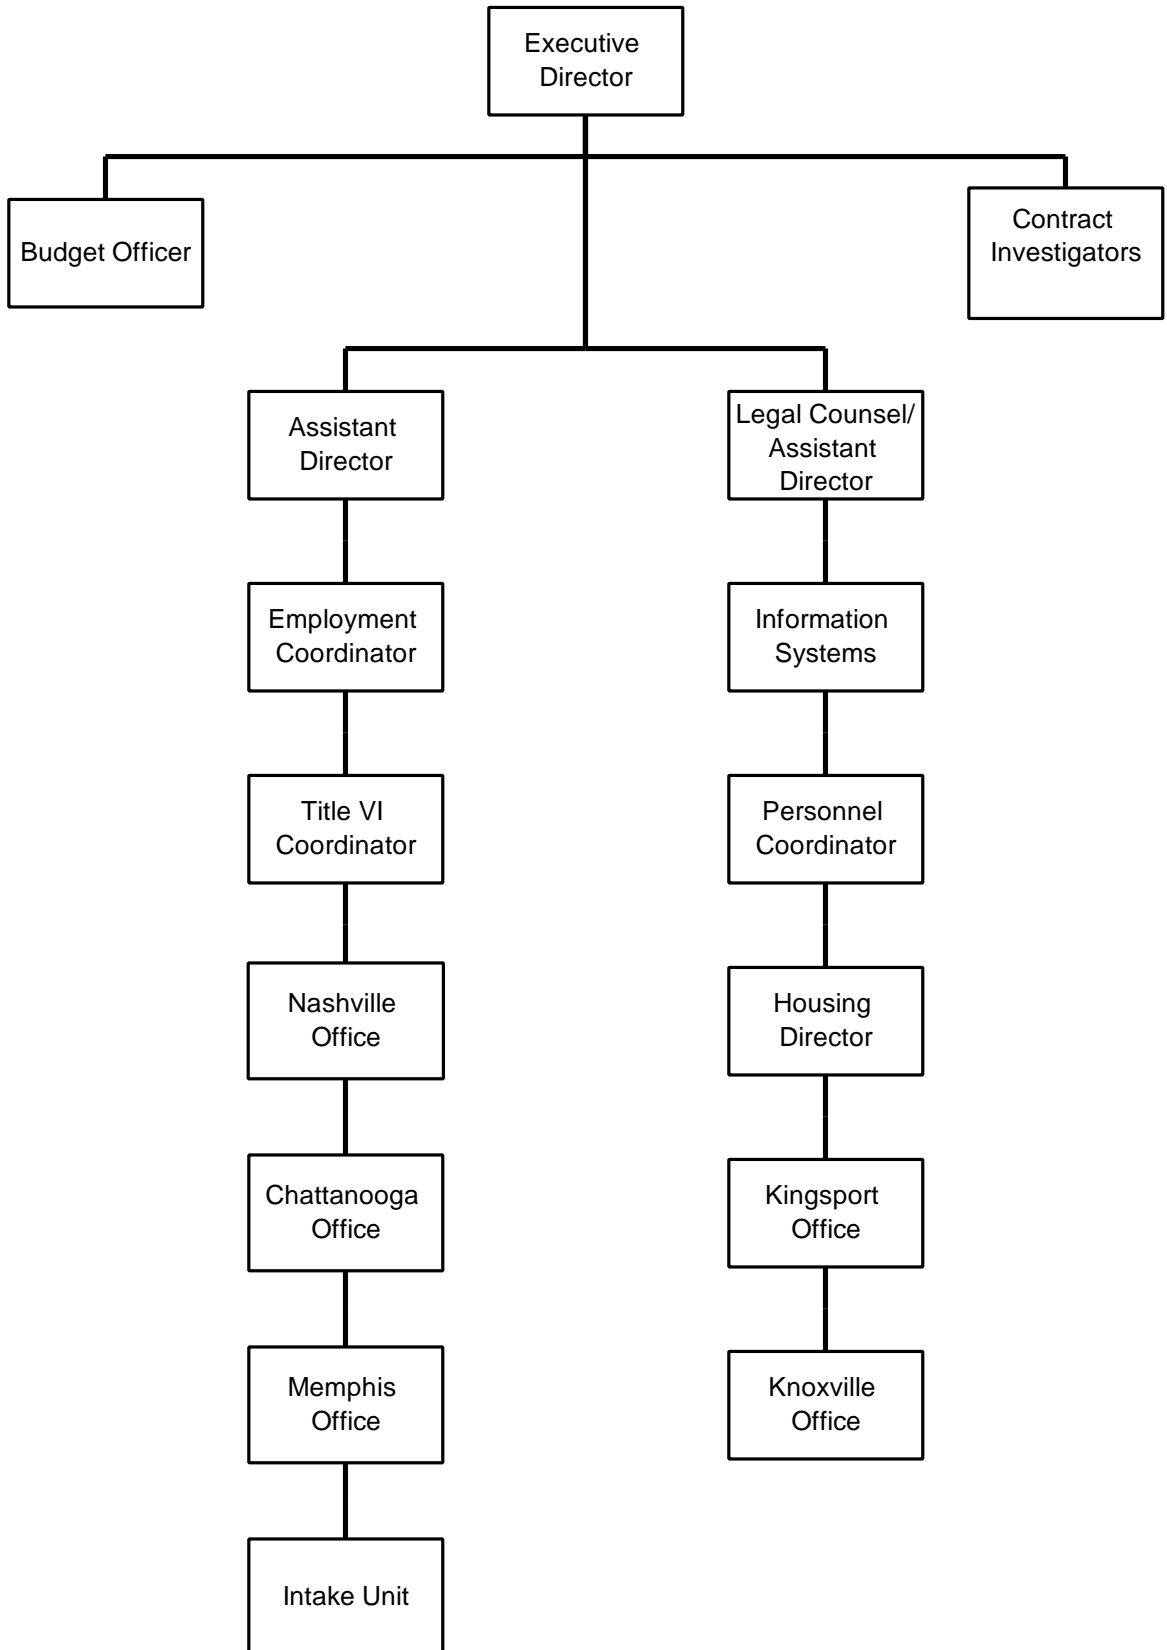 Executive
Director
Budget Officer
Contract
Investigators
Assistant
Director
Legal Counsel/
Assistant
Director
Employment
Coordinator
Information
Systems
Title VI
Coordinator
Personnel
Coordinator
Nashville
Office
Housing
Director
Chattanooga
Office
Kingsport
Office
Memphis
Office
Knoxville
Office
Intake Unit